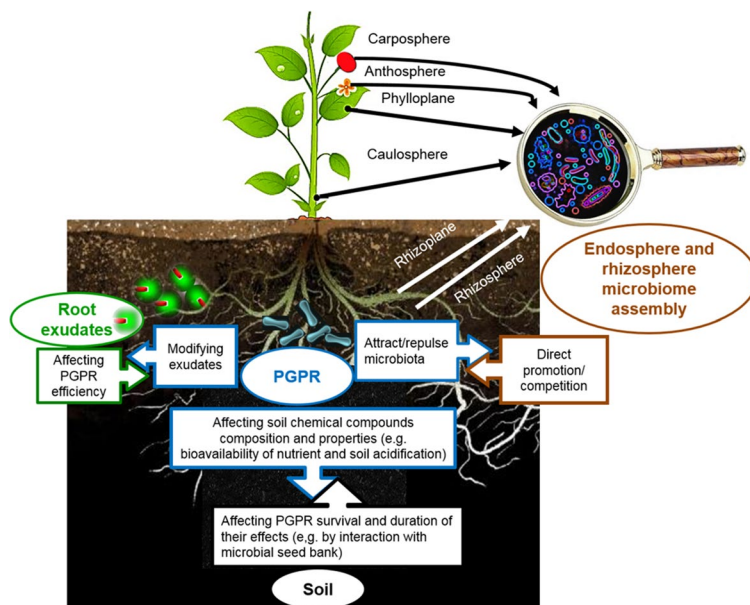 Carposphere
Anthosphere
Phylloplane
Caulosphere
Rhizoplane
Rhizosphere
Endosphere and
rhizosphere
microbiome
assembly
Root
exudates
Affecting
PGPR
efficiency
Modifying
exudates
PGPR
Attract/repulse
microbiota
Direct
promotion/
competition
Affecting soil chemical compounds
composition and properties (e.g.
bioavailability of nutrient and soil acidification)
Affecting PGPR survival and duration of
their effects (e,g. by interaction with
microbial seed bank)
Soil